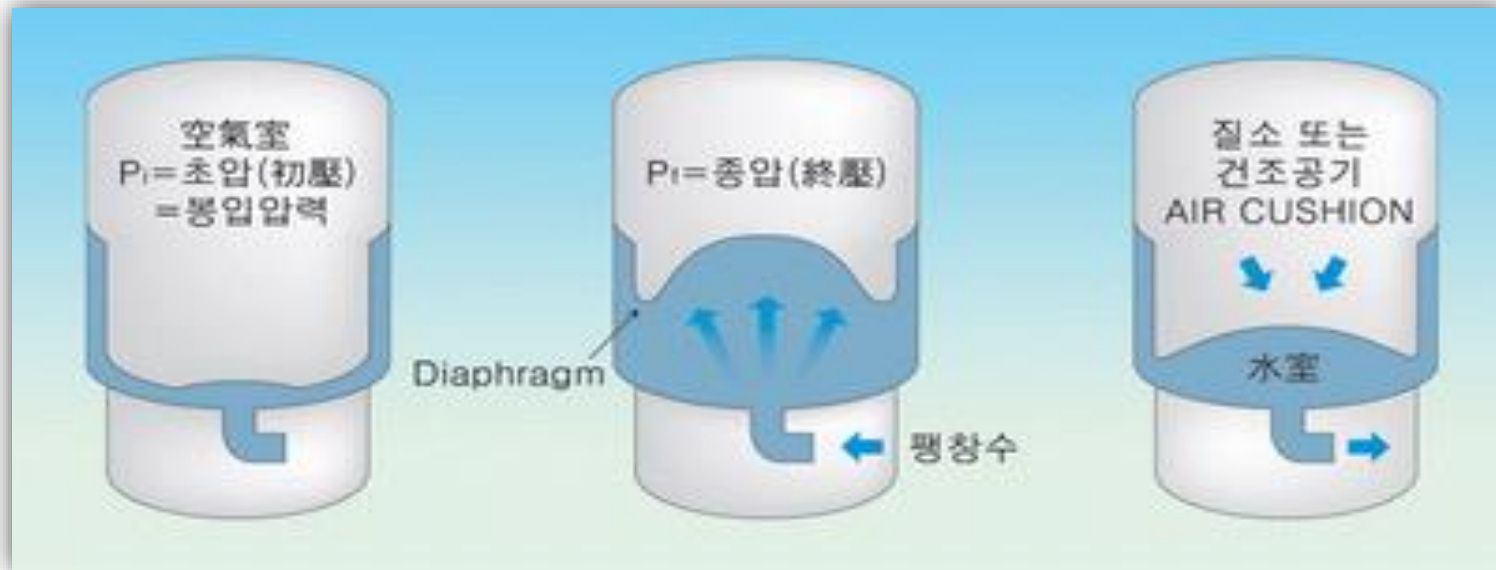 空氣室
Pi=초압(初壓)
=봉입압력
Diaphragm
Pf=종압(終壓)
팽창수
질소 또는
건조공기
AIR CUSHION
水室